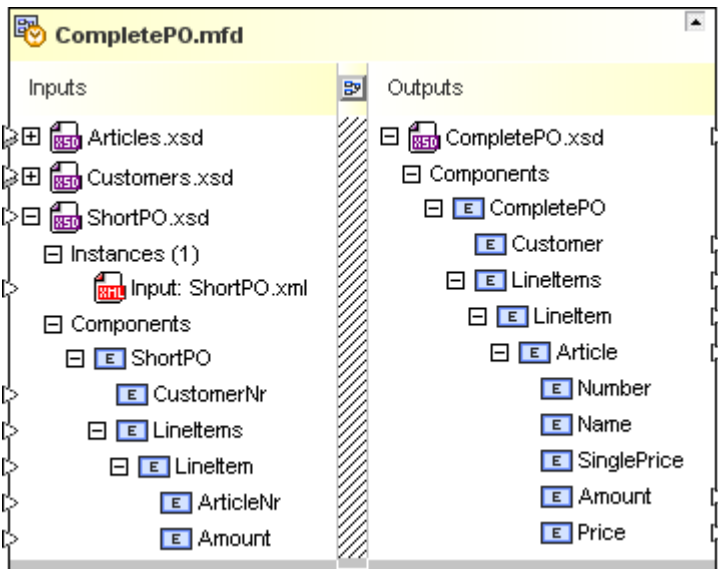 CompletePO.mfd
Inputs
Articles.xsd
Customers.xsd
ShortPO.xsd
Instances (1)
Input: ShortPO.xml
Components
ShortPO
CustomerNr
LineItems
LineItem
ArticleNr
Amount
Outputs
CompletePO.xsd
Components
CompletePO
Customer
LineItems
LineItem
Article
Number
Name
SinglePrice
Amount
Price